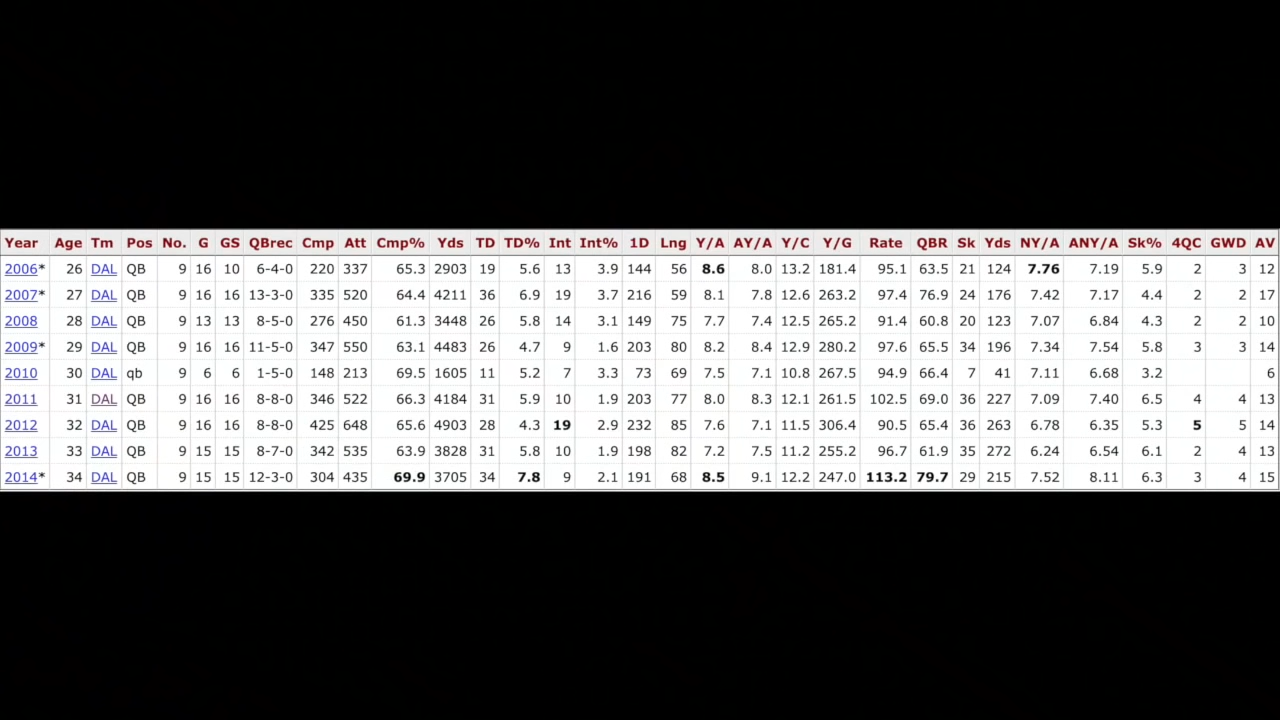 Year Age Tm Pos No. G GS QBrec Cmp Att Cmp% Yds TD TD% Int Int% 1D Lng Y/A AY/A Y/C Y/G Rate QBR Sk Yds NY/A ANY/A Sk% 4QC GWD AV
2006* 26 DAL QB 9 16 10 6-4-0 220 337 65.3 2903 19 5.6 13 3.9 144 56 8.6 8.0 13.2 181.4 95.1 63.5 21 124 7.76 7.19 5.9 2 3 12
2007* 27 DAL QB 9 16 16 13-3-0 335 520 64.4 4211 36 6.9 19 3.7 216 59 8.1 7.8 12.6 263.2 97.4 76.9 24 176 7.42 7.17 4.4 2 2 17
2008 28 DAL QB 9 13 13 8-5-0 276 450 61.3 3448 26 5.8 14 3.1 149 75 7.7 7.4 12.5 265.2 91.4 60.8 20 123 7.07 6.84 4.3 2 2 10
2009* 29 DAL QB 9 16 16 11-5-0 347 550 63.1 4483 26 4.7 9 1.6 203 80 8.2 8.4 12.9 280.2 97.6 65.5 34 196 7.34 7.54 5.8 3 3 14
2010 30 DAL qb 9 6 6 1-5-0 148 213 69.5 1605 11 5.2 7 3.3 73 69 7.5 7.1 10.8 267.5 94.9 66.4 7 41 7.11 6.68 3.2 6
2011 31 DAL QB 9 16 16 8-8-0 346 522 66.3 4184 31 5.9 10 1.9 203 77 8.0 8.3 12.1 261.5 102.5 69.0 36 227 7.09 7.40 6.5 4 4 13
2012 32 DAL QB 9 16 16 8-8-0 425 648 65.6 4903 28 4.3 19 2.9 232 85 7.6 7.1 11.5 306.4 90.5 65.4 36 263 6.78 6.35 5.3 5 5 14
2013 33 DAL QB 9 15 15 8-7-0 342 535 63.9 3828 31 5.8 10 1.9 198 82 7.2 7.5 11.2 255.2 96.7 61.9 35 272 6.24 6.54 6.1 2 4 13
2014* 34 DAL QB 9 15 15 12-3-0 304 435 69.9 3705 34 7.8 9 2.1 191 68 8.5 9.1 12.2 247.0 113.2 79.7 29 215 7.52 8.11 6.3 3 4 15